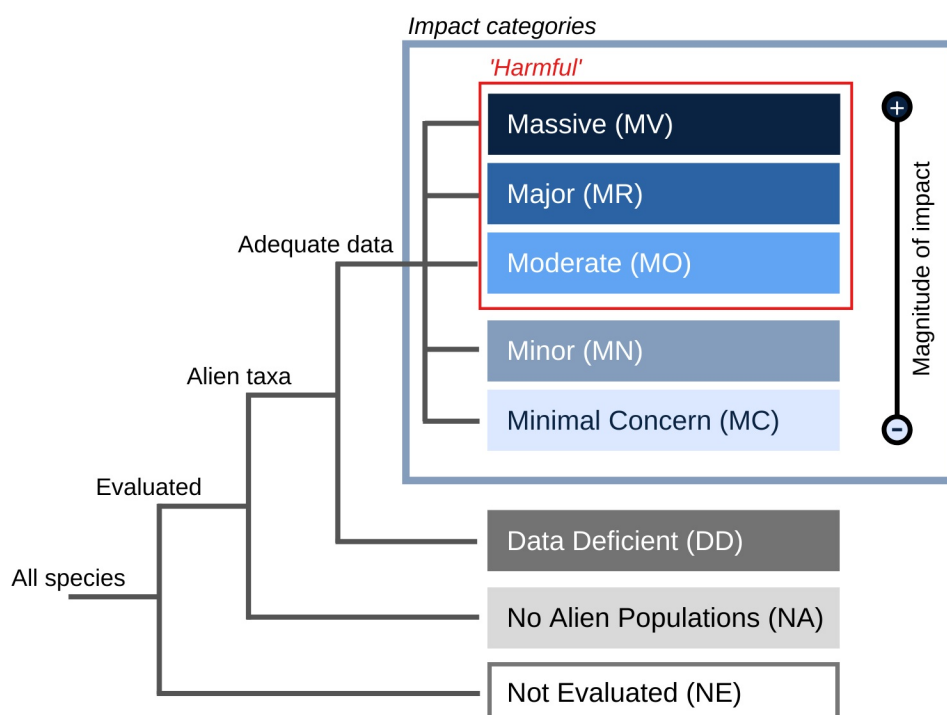 Impact categories
'Harmful'
Massive (MV)
+
Major (MR)
Magnitude of impact
Adequate data
Moderate (MO)
Minor (MN)
Alien taxa
Minimal Concern (MC)
-
Evaluated
Data Deficient (DD)
All species
No Alien Populations (NA)
Not Evaluated (NE)